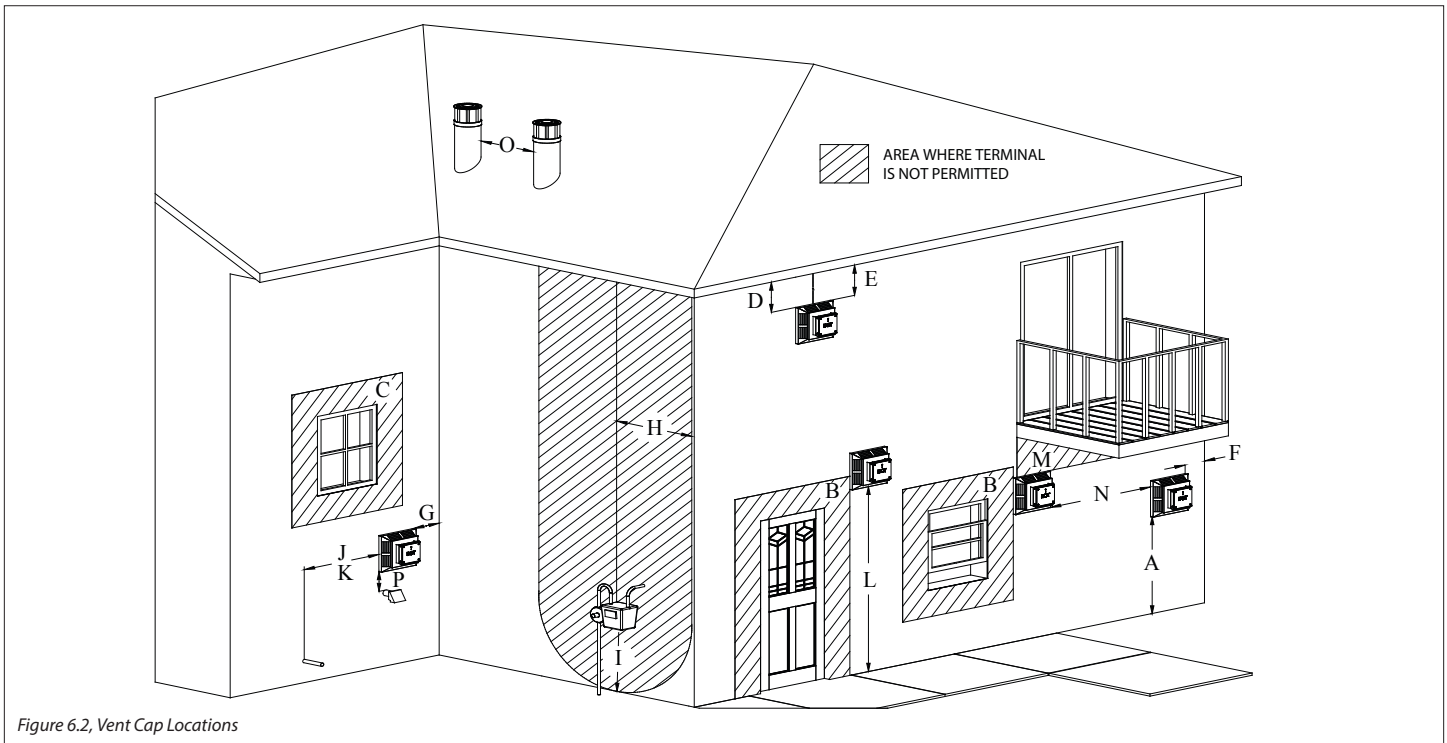 O
AREA WHERE TERMINAL
IS NOT PERMITTED
E
D
C
H
F
M
B
B
G
N
J
K
P
L
A
I
Figure 6.2, Vent Cap Locations